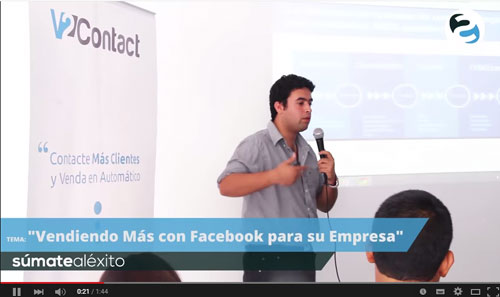 V2Contact
“Contacte Más Clientes
y Venda en Automático
TEMA: "Vendiendo Más con Facebook para su Empresa"
súmatealéxito
0:21 / 1:44